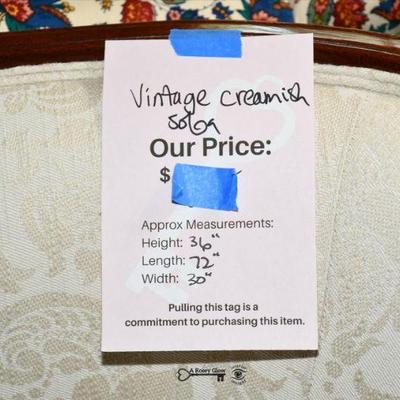 Vintage creamish
sofa
Our Price:
$
Approx Measurements:
Height: 36"
Length: 72"
Width: 30"
Pulling this tag is a
commitment to purchasing this item.
A Rosey Glow